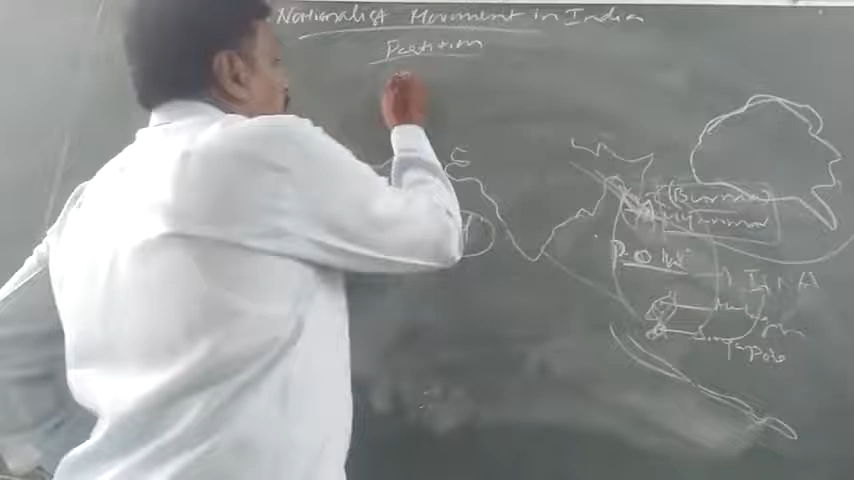 Nationalist Movement in India
Partition
(Burma)
Myanmar
P.O.W
I.N.A
Singapore